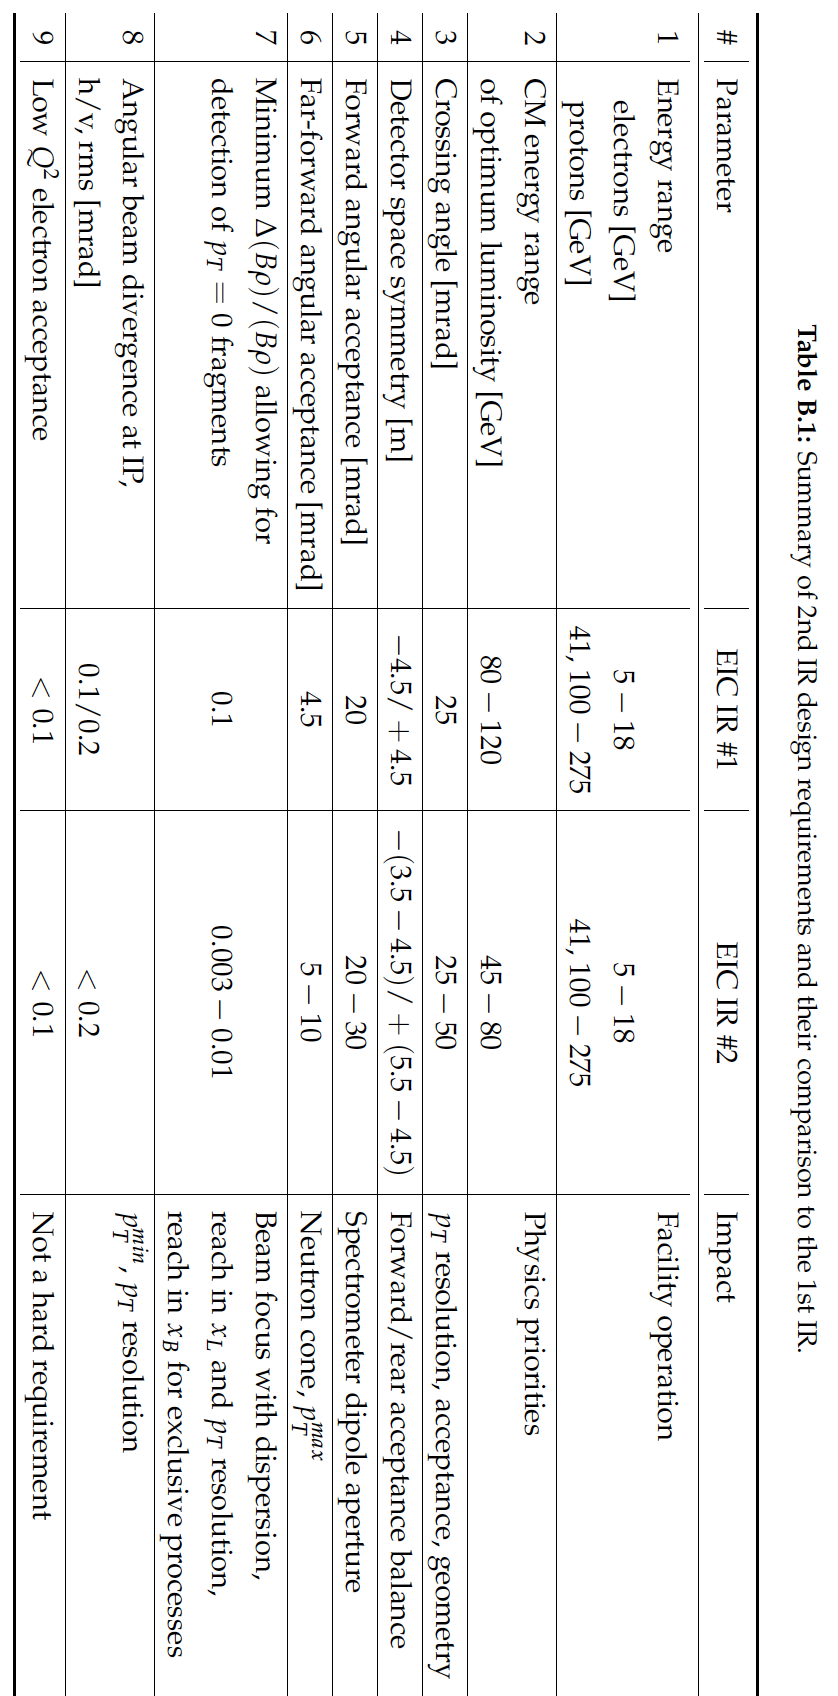 Table B.1: Summary of 2nd IR design requirements and their comparison to the 1st IR.
# Parameter EIC IR #1 EIC IR #2 Impact
1 Energy range Facility operation
electrons [GeV] 5 − 18 5 − 18
protons [GeV] 41, 100 − 275 41, 100 − 275
2 CM energy range Physics priorities
of optimum luminosity [GeV] 80 − 120 45 − 80
3 Crossing angle [mrad] 25 25 − 50 p_T resolution, acceptance, geometry
4 Detector space symmetry [m] −4.5/ + 4.5 −(3.5 − 4.5)/ + (5.5 − 4.5) Forward/rear acceptance balance
5 Forward angular acceptance [mrad] 20 20 − 30 Spectrometer dipole aperture
6 Far-forward angular acceptance [mrad] 4.5 5 − 10 Neutron cone, p_T^max
7 Minimum Δ(Bρ)/(Bρ) allowing for Beam focus with dispersion,
detection of p_T = 0 fragments 0.1 0.003 − 0.01 reach in x_L and p_T resolution,
reach in x_B for exclusive processes
8 Angular beam divergence at IP, p_T^min, p_T resolution
h/v, rms [mrad] 0.1/0.2 < 0.2
9 Low Q² electron acceptance < 0.1 < 0.1 Not a hard requirement